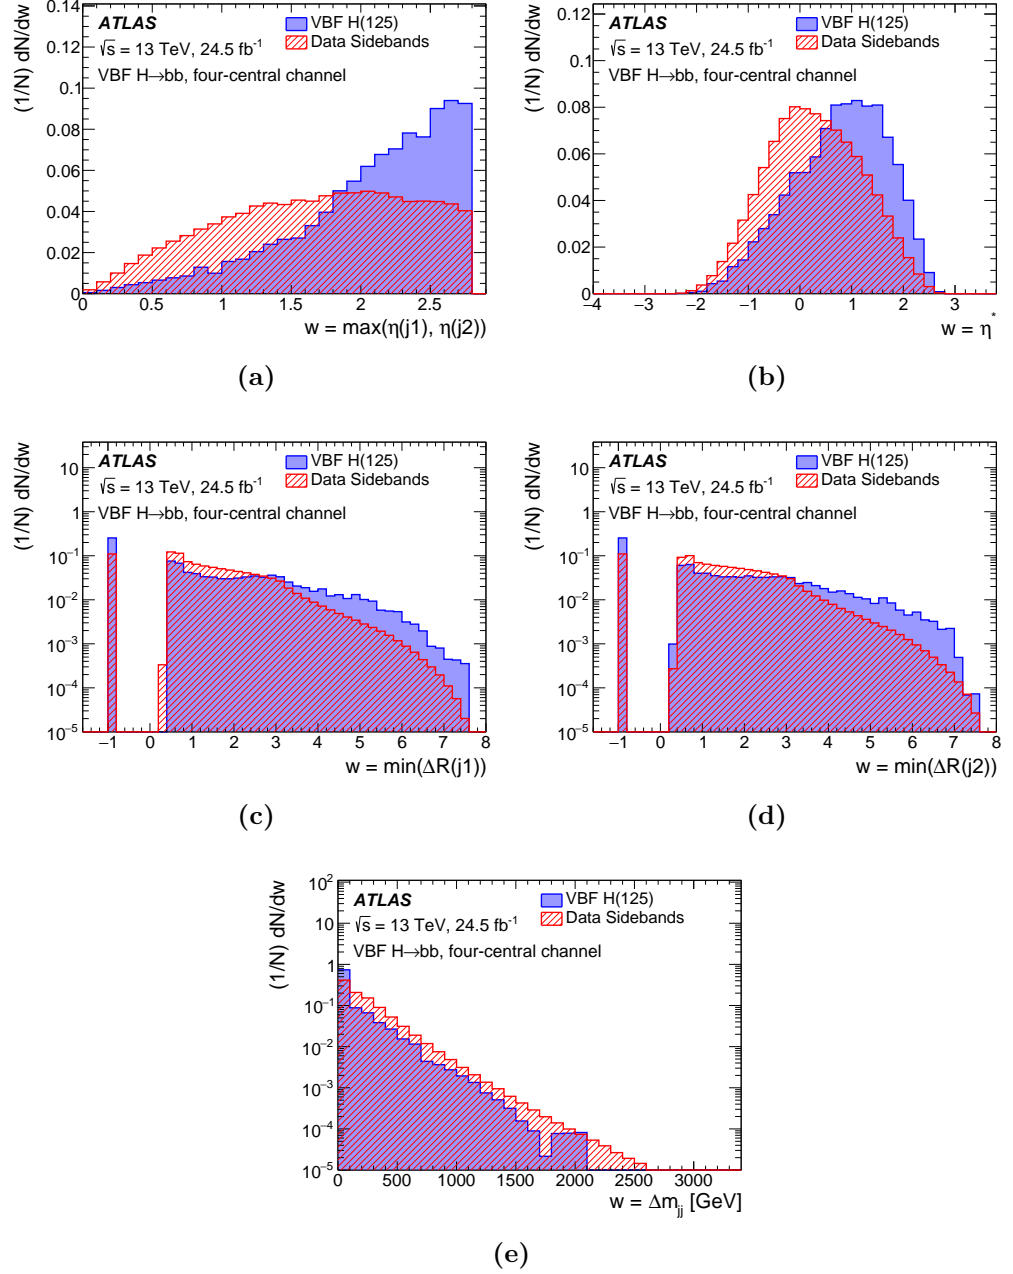 (1/N) dN/dw
0.14
0.12
0.1
0.08
0.06
0.04
0.02
0
ATLAS
√s = 13 TeV, 24.5 fb⁻¹
VBF H→bb, four-central channel
VBF H(125)
Data Sidebands
0 0.5 1 1.5 2 2.5
w = max(η(j1), η(j2))
(a)
(1/N) dN/dw
0.12
0.1
0.08
0.06
0.04
0.02
0
ATLAS
√s = 13 TeV, 24.5 fb⁻¹
VBF H→bb, four-central channel
VBF H(125)
Data Sidebands
−4 −3 −2 −1 0 1 2 3
w = η*
(b)
(1/N) dN/dw
10
1
10⁻¹
10⁻²
10⁻³
10⁻⁴
10⁻⁵
ATLAS
√s = 13 TeV, 24.5 fb⁻¹
VBF H→bb, four-central channel
VBF H(125)
Data Sidebands
−1 0 1 2 3 4 5 6 7 8
w = min(ΔR(j1))
(c)
(1/N) dN/dw
10
1
10⁻¹
10⁻²
10⁻³
10⁻⁴
10⁻⁵
ATLAS
√s = 13 TeV, 24.5 fb⁻¹
VBF H→bb, four-central channel
VBF H(125)
Data Sidebands
−1 0 1 2 3 4 5 6 7 8
w = min(ΔR(j2))
(d)
(1/N) dN/dw
10²
10
1
10⁻¹
10⁻²
10⁻³
10⁻⁴
10⁻⁵
ATLAS
√s = 13 TeV, 24.5 fb⁻¹
VBF H→bb, four-central channel
VBF H(125)
Data Sidebands
0 500 1000 1500 2000 2500 3000
w = Δm_jj [GeV]
(e)